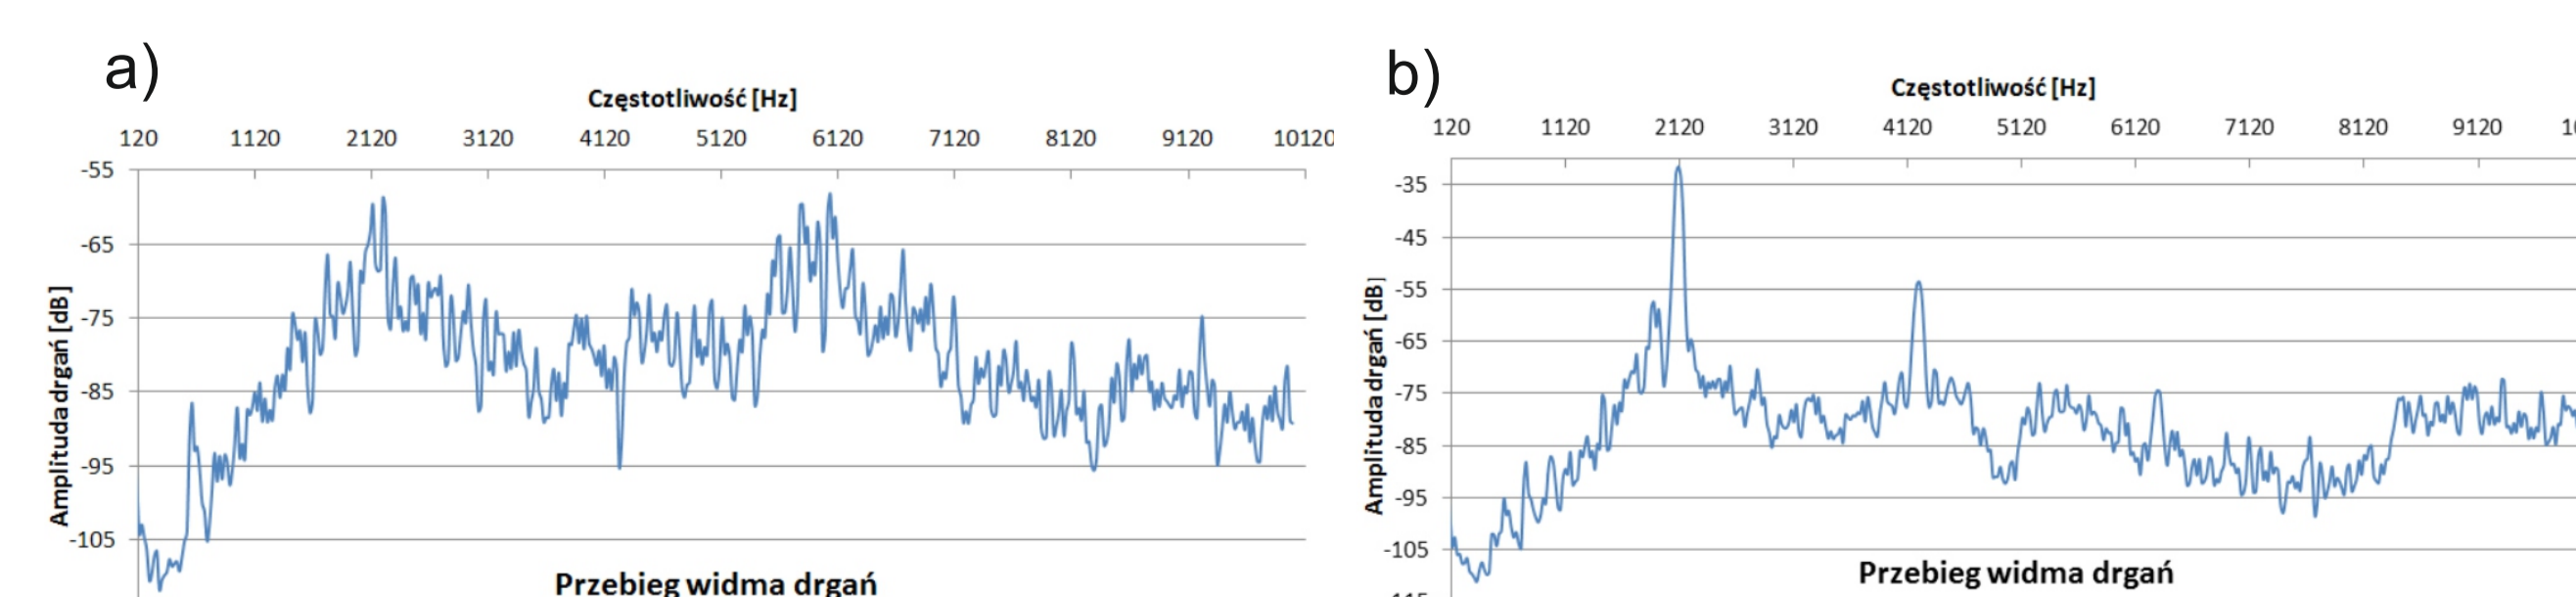 a)
Częstotliwość [Hz]
120 1120 2120 3120 4120 5120 6120 7120 8120 9120 10120
-55
-65
-75
-85
-95
-105
Amplituda drgań [dB]
Przebieg widma drgań
b)
Częstotliwość [Hz]
120 1120 2120 3120 4120 5120 6120 7120 8120 9120
-35
-45
-55
-65
-75
-85
-95
-105
Amplituda drgań [dB]
Przebieg widma drgań